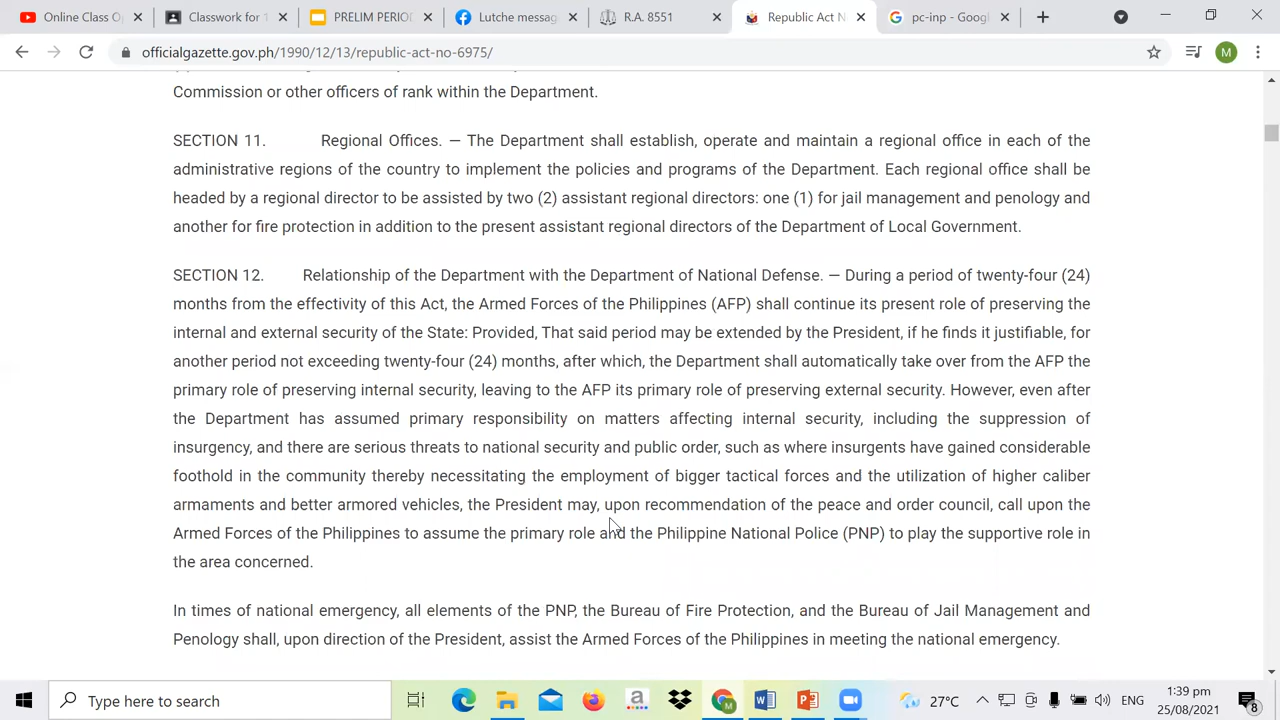 Online Class O
Classwork for 1
PRELIM PERIO
Lutche messag
R.A. 8551
Republic Act N
pc-inp - Googl
officialgazette.gov.ph/1990/12/13/republic-act-no-6975/
M
Commission or other officers of rank within the Department.
SECTION 11. Regional Offices. — The Department shall establish, operate and maintain a regional office in each of the
administrative regions of the country to implement the policies and programs of the Department. Each regional office shall be
headed by a regional director to be assisted by two (2) assistant regional directors: one (1) for jail management and penology and
another for fire protection in addition to the present assistant regional directors of the Department of Local Government.
SECTION 12. Relationship of the Department with the Department of National Defense. — During a period of twenty-four (24)
months from the effectivity of this Act, the Armed Forces of the Philippines (AFP) shall continue its present role of preserving the
internal and external security of the State: Provided, That said period may be extended by the President, if he finds it justifiable, for
another period not exceeding twenty-four (24) months, after which, the Department shall automatically take over from the AFP the
primary role of preserving internal security, leaving to the AFP its primary role of preserving external security. However, even after
the Department has assumed primary responsibility on matters affecting internal security, including the suppression of
insurgency, and there are serious threats to national security and public order, such as where insurgents have gained considerable
foothold in the community thereby necessitating the employment of bigger tactical forces and the utilization of higher caliber
armaments and better armored vehicles, the President may, upon recommendation of the peace and order council, call upon the
Armed Forces of the Philippines to assume the primary role and the Philippine National Police (PNP) to play the supportive role in
the area concerned.
In times of national emergency, all elements of the PNP, the Bureau of Fire Protection, and the Bureau of Jail Management and
Penology shall, upon direction of the President, assist the Armed Forces of the Philippines in meeting the national emergency.
Type here to search
27°C
ENG
1:39 pm
25/08/2021
8